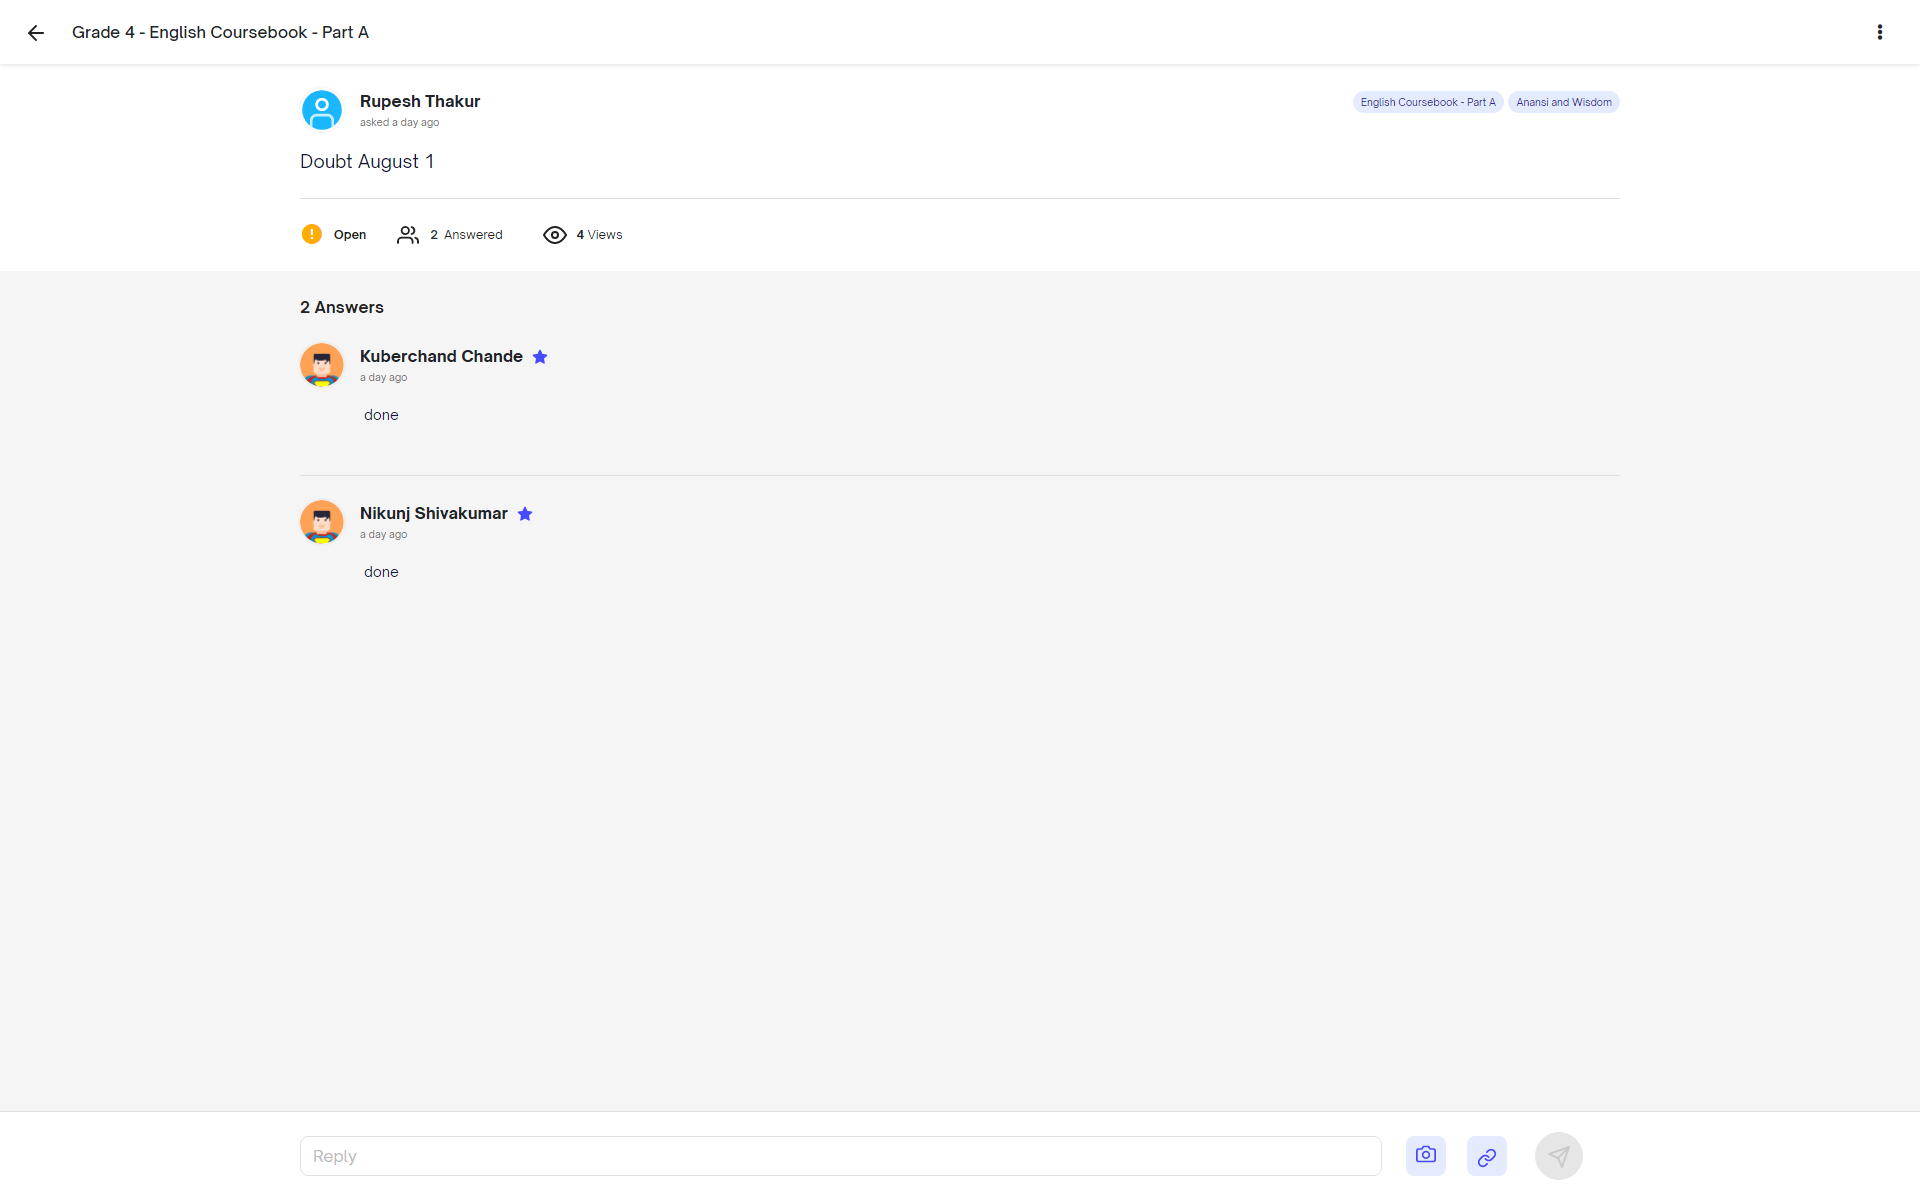 Grade 4 - English Coursebook - Part A
Rupesh Thakur
asked a day ago
English Coursebook - Part A
Anansi and Wisdom
Doubt August 1
Open
2 Answered
4 Views
2 Answers
Kuberchand Chande
a day ago
done
Nikunj Shivakumar
a day ago
done
Reply